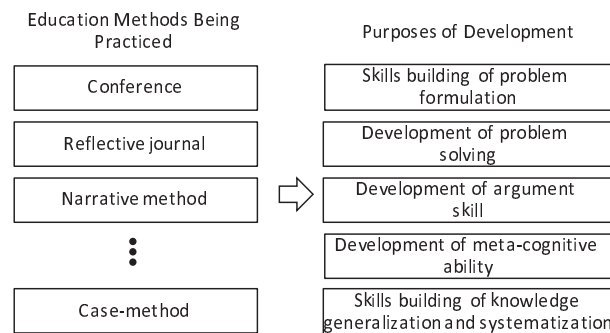 Education Methods Being
Practiced
Conference
Reflective journal
Narrative method
Case-method
Purposes of Development
Skills building of problem
formulation
Development of problem
solving
Development of argument
skill
Development of meta-cognitive
ability
Skills building of knowledge
generalization and systematization